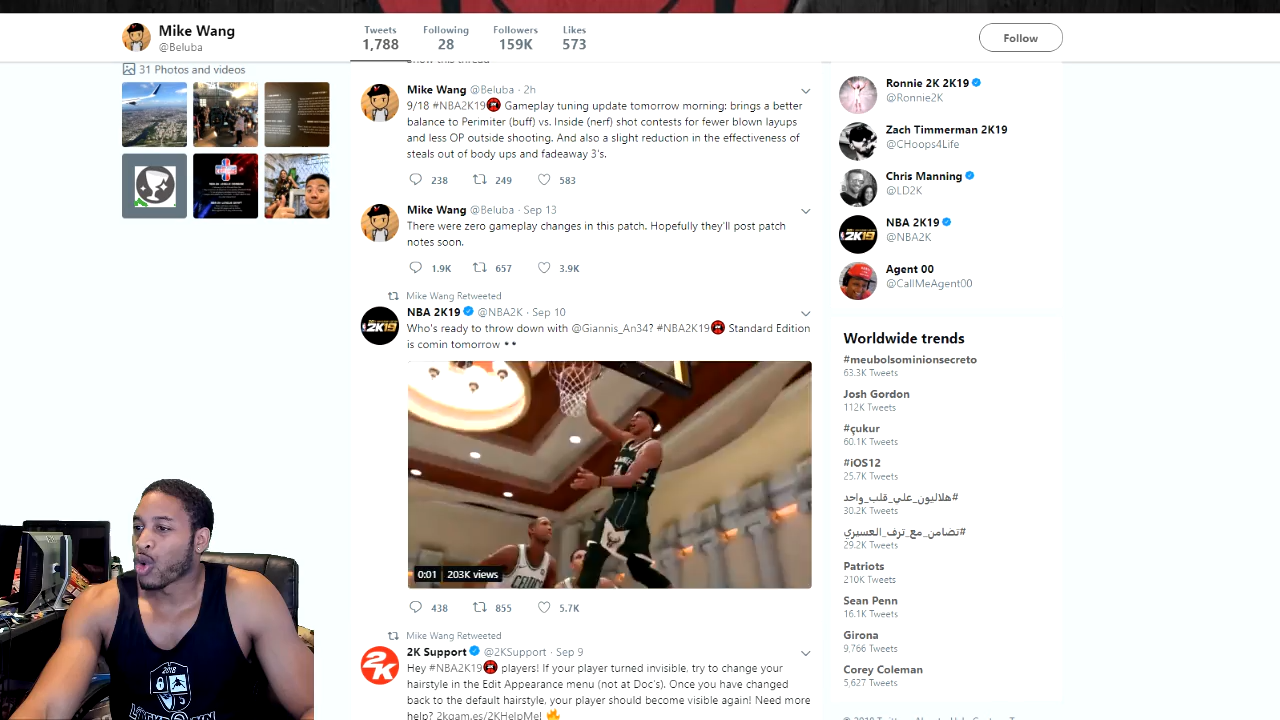 Mike Wang
@Beluba
Tweets
1,788
Following
28
Followers
159K
Likes
573
Follow
31 Photos and videos
Show this thread
Mike Wang @Beluba · 2h
9/18 #NBA2K19 Gameplay tuning update tomorrow morning brings a better
balance to Perimiter (buff) vs. Inside (nerf) shot contests for fewer blown layups
and less OP outside shooting. And also a slight reduction in the effectiveness of
steals out of body ups and fadeaway 3's.
238 249 583
Mike Wang @Beluba · Sep 13
There were zero gameplay changes in this patch. Hopefully they'll post patch
notes soon.
1.9K 657 3.9K
Mike Wang Retweeted
NBA 2K19 @NBA2K · Sep 10
Who's ready to throw down with @Giannis_An34? #NBA2K19 Standard Edition
is comin tomorrow 👀
CELTICS
0:01 203K views
438 855 5.7K
Mike Wang Retweeted
2K
2K Support @2KSupport · Sep 9
Hey #NBA2K19 players! If your player turned invisible, try to change your
hairstyle in the Edit Appearance menu (not at Doc's). Once you have changed
back to the default hairstyle, your player should become visible again! Need more
help? 2kgam.es/2KHelpMe! 🔥
Ronnie 2K 2K19
@Ronnie2K
Zach Timmerman 2K19
@CHoops4Life
Chris Manning
@LD2K
NBA 2K19
@NBA2K
Agent 00
@CallMeAgent00
Worldwide trends
#meubolsominionsecreto
63.3K Tweets
Josh Gordon
112K Tweets
#çukur
60.1K Tweets
#iOS12
25.7K Tweets
#هلاليون_علي_قلب_واحد
30.2K Tweets
#تضامن_مع_ترف_العسيري
29.2K Tweets
Patriots
210K Tweets
Sean Penn
16.1K Tweets
Girona
9,766 Tweets
Corey Coleman
5,627 Tweets
2018